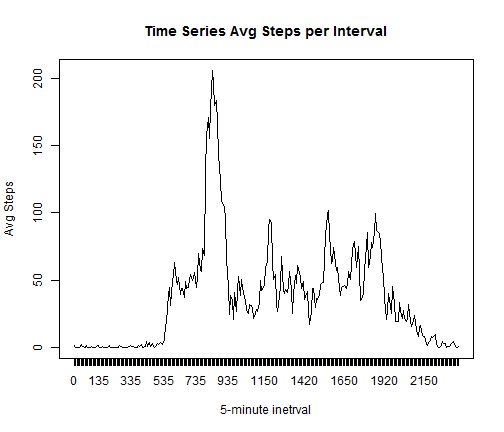 Time Series Avg Steps per Interval
Avg Steps
200
150
100
50
0
0 135 335 535 735 935 1150 1420 1650 1920 2150
5-minute inetrval